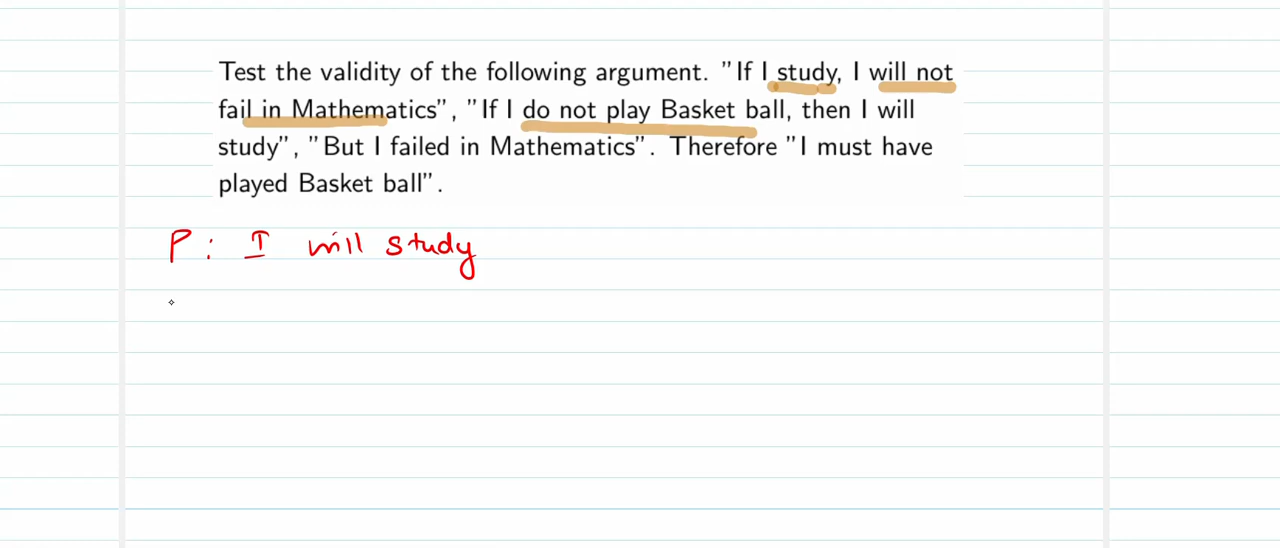 Test the validity of the following argument. "If I study, I will not
fail in Mathematics", "If I do not play Basket ball, then I will
study", "But I failed in Mathematics". Therefore "I must have
played Basket ball".
P : I will study